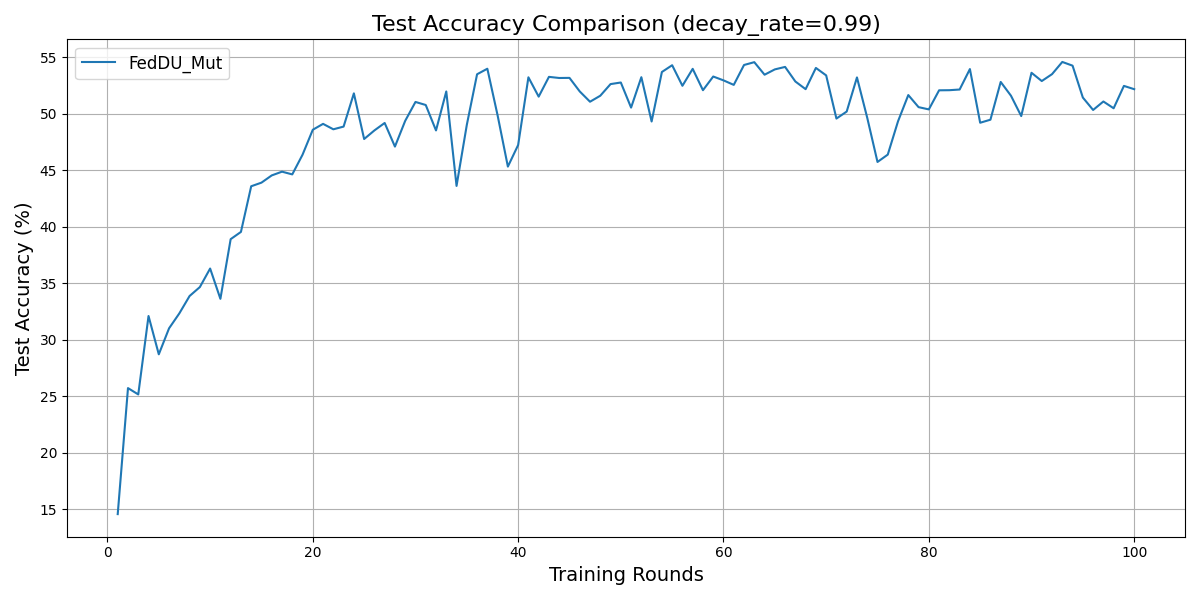 Test Accuracy Comparison (decay_rate=0.99)
FedDU_Mut
Test Accuracy (%)
55
50
45
40
35
30
25
20
15
0 20 40 60 80 100
Training Rounds